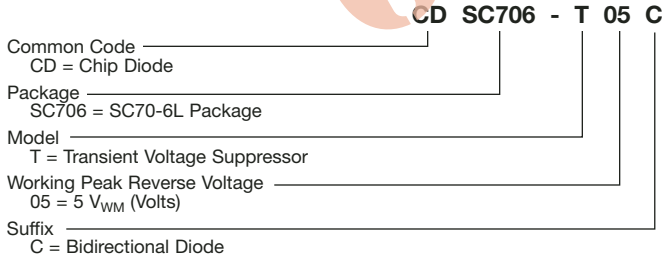 CD SC706 - T 05 C
Common Code
CD = Chip Diode
Package
SC706 = SC70-6L Package
Model
T = Transient Voltage Suppressor
Working Peak Reverse Voltage
05 = 5 VWM (Volts)
Suffix
C = Bidirectional Diode